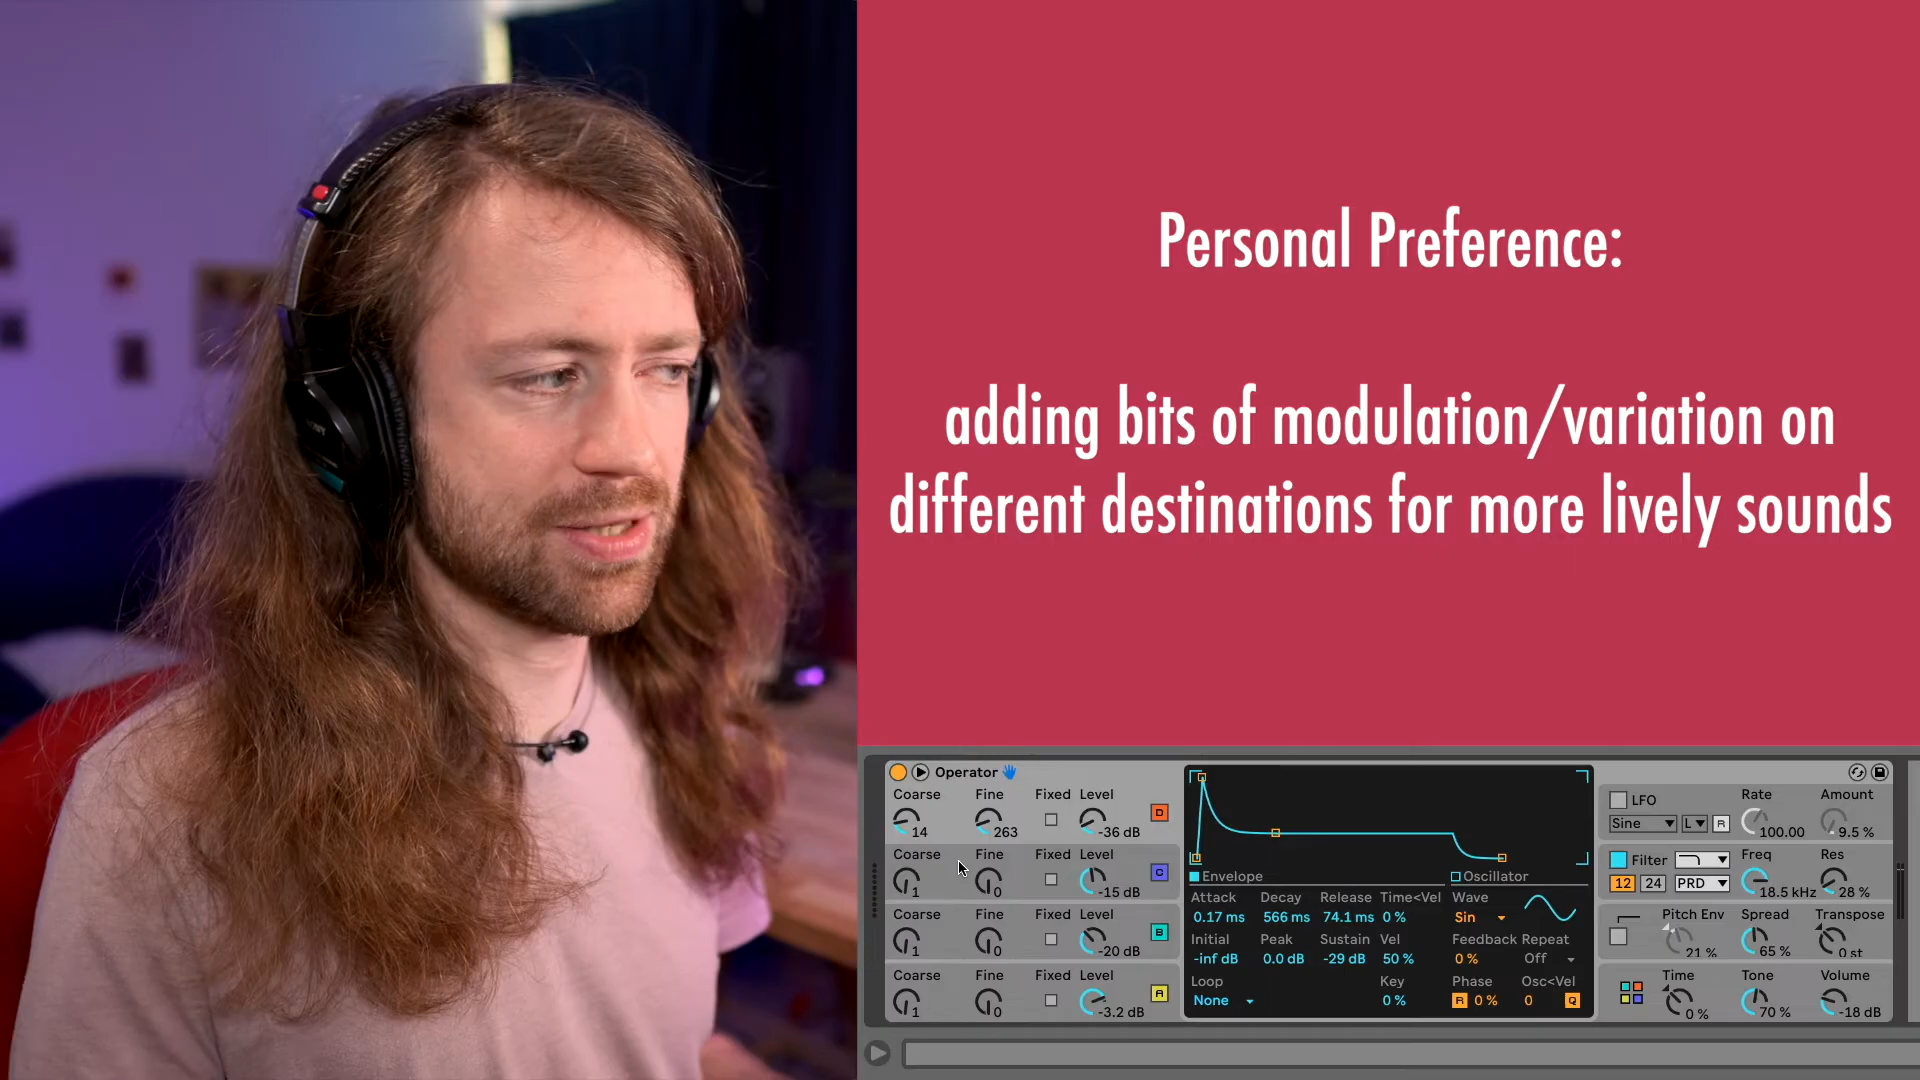 Personal Preference:
adding bits of modulation/variation on
different destinations for more lively sounds
Operator
Coarse Fine Fixed Level
14 263 -36 dB D
Coarse Fine Fixed Level
1 0 -15 dB C
Coarse Fine Fixed Level
1 0 -20 dB B
Coarse Fine Fixed Level
1 0 -3.2 dB A
Envelope Oscillator
Attack Decay Release Time<Vel Wave
0.17 ms 566 ms 74.1 ms 0 % Sin
Initial Peak Sustain Vel Feedback Repeat
-inf dB 0.0 dB -29 dB 50 % 0 % Off
Loop Key Phase Osc<Vel
None 0 % R 0 % 0 Q
LFO Rate Amount
Sine L R 100.00 9.5 %
Filter Freq Res
12 24 PRD 18.5 kHz 28 %
Pitch Env Spread Transpose
21 % 65 % 0 st
Time Tone Volume
0 % 70 % -18 dB